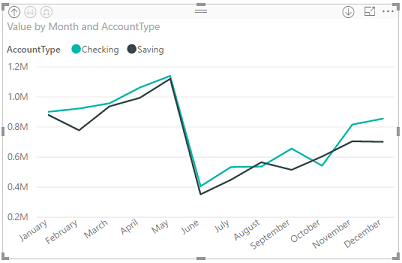 Value by Month and AccountType
AccountType Checking Saving
1.2M
1.0M
0.8M
0.6M
0.4M
0.2M
January February March April May June July August September October November December